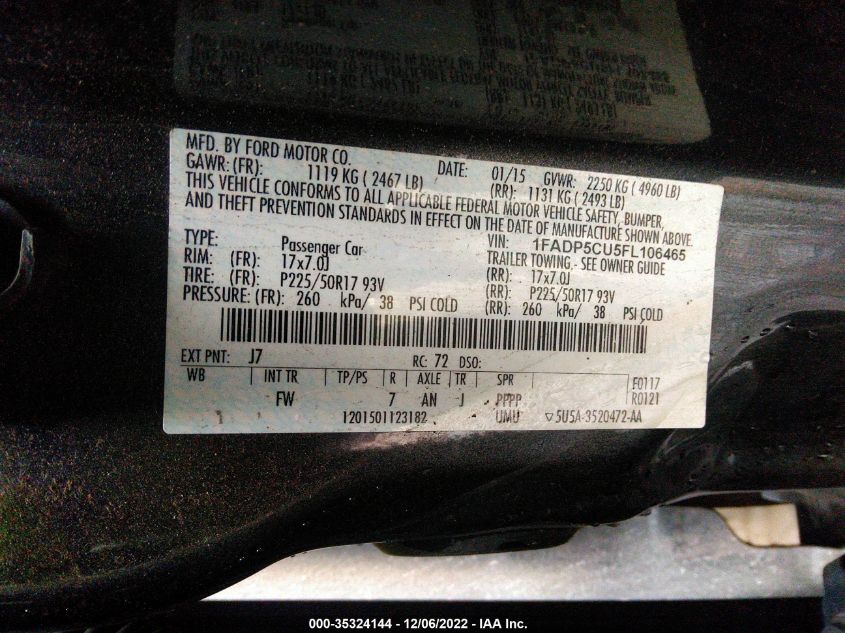 MFD. BY FORD MOTOR CO.
DATE: 01/15 GVWR: 2250 KG ( 4960 LB)
GAWR: (FR): 1119 KG ( 2467 LB) (RR): 1131 KG ( 2493 LB)
THIS VEHICLE CONFORMS TO ALL APPLICABLE FEDERAL MOTOR VEHICLE SAFETY, BUMPER,
AND THEFT PREVENTION STANDARDS IN EFFECT ON THE DATE OF MANUFACTURE SHOWN ABOVE.
VIN: 1FADP5CU5FL106465
TYPE: Passenger Car TRAILER TOWING - SEE OWNER GUIDE
RIM: (FR): 17x7.0J (RR): 17x7.0J
TIRE: (FR): P225/50R17 93V (RR): P225/50R17 93V
PRESSURE: (FR): 260 kPa/ 38 PSI COLD (RR): 260 kPa/ 38 PSI COLD
EXT PNT: J7 RC: 72 DSO:
WB INT TR TP/PS R AXLE TR SPR F0117
FW 7 AN J PPPP R0121
1201501123182 UMU ▽5U5A-3520472-AA
000-35324144 - 12/06/2022 - IAA Inc.